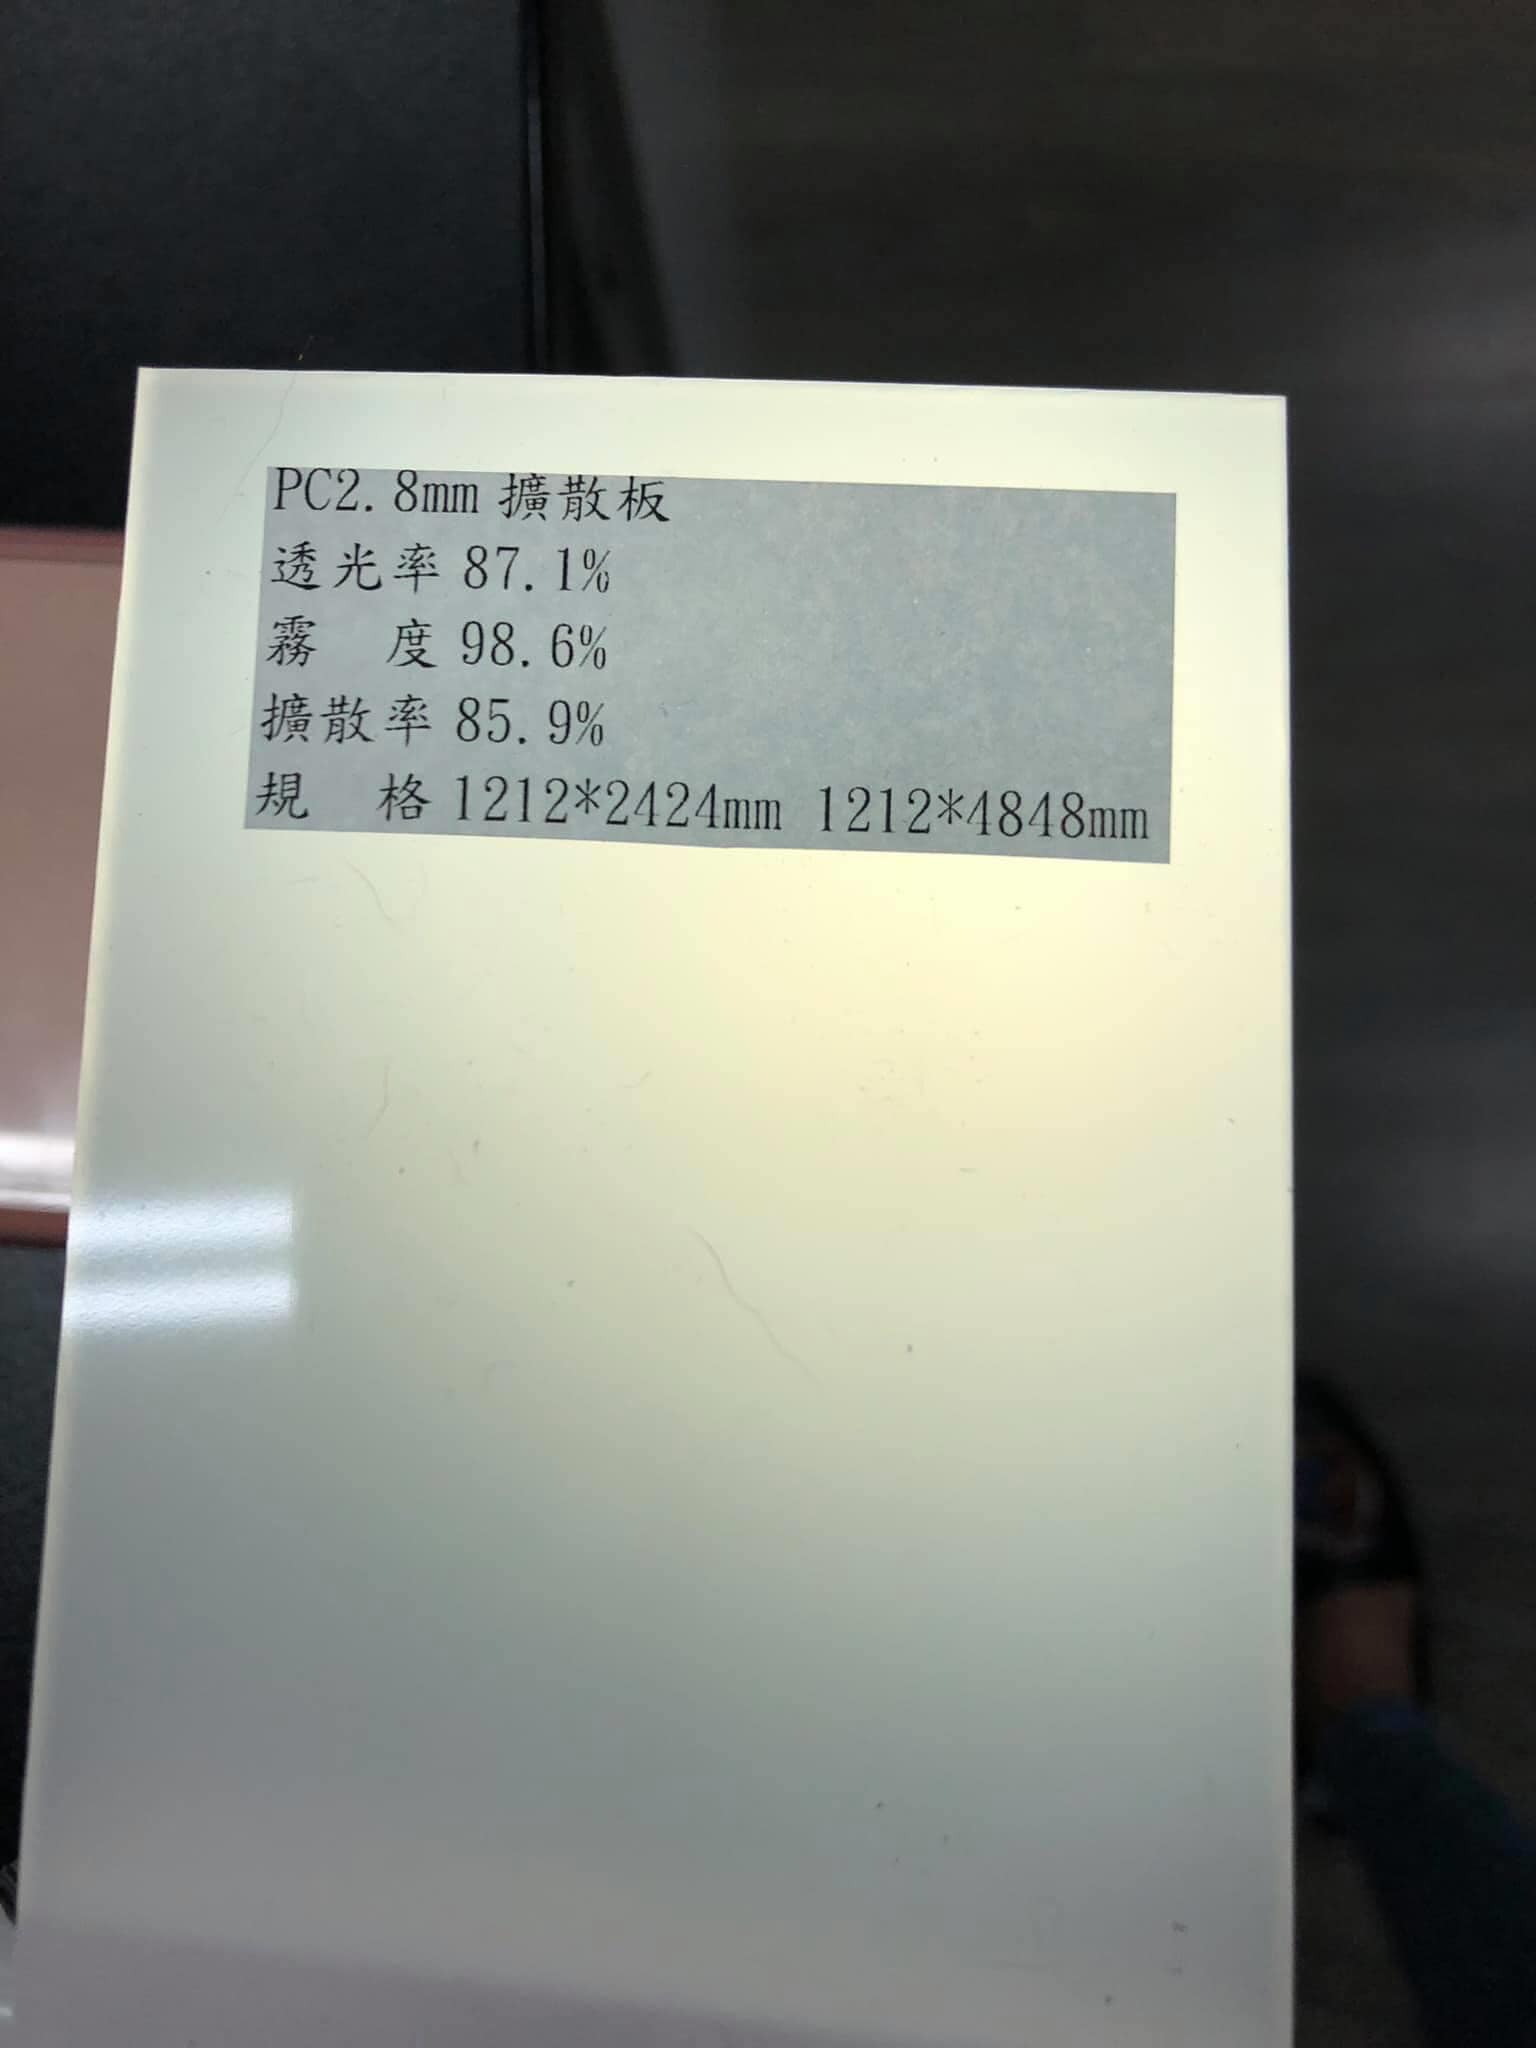 PC2.8mm 擴散板
透光率 87.1%
霧　度 98.6%
擴散率 85.9%
規　格 1212*2424mm 1212*4848mm